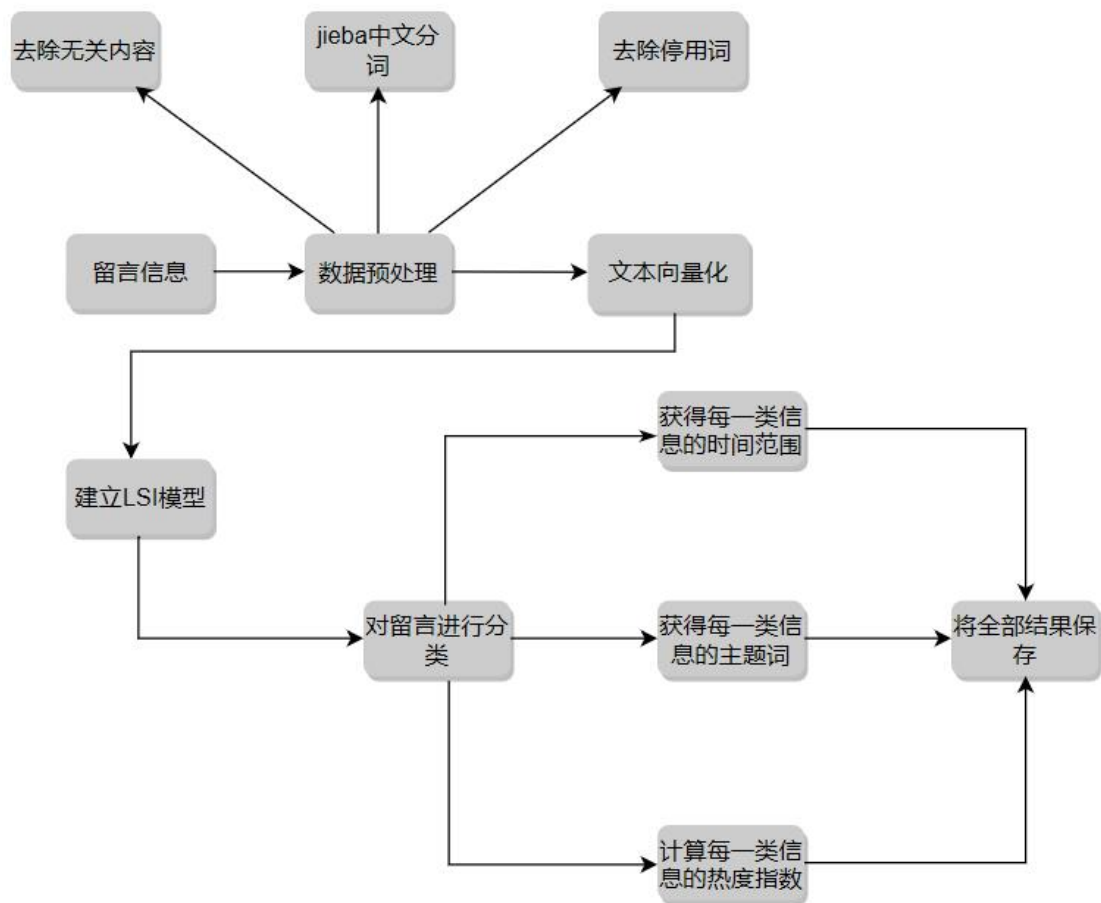 去除无关内容
jieba中文分
词
去除停用词
留言信息
数据预处理
文本向量化
建立LSI模型
获得每一类信
息的时间范围
对留言进行分
类
获得每一类信
息的主题词
将全部结果保
存
计算每一类信
息的热度指数